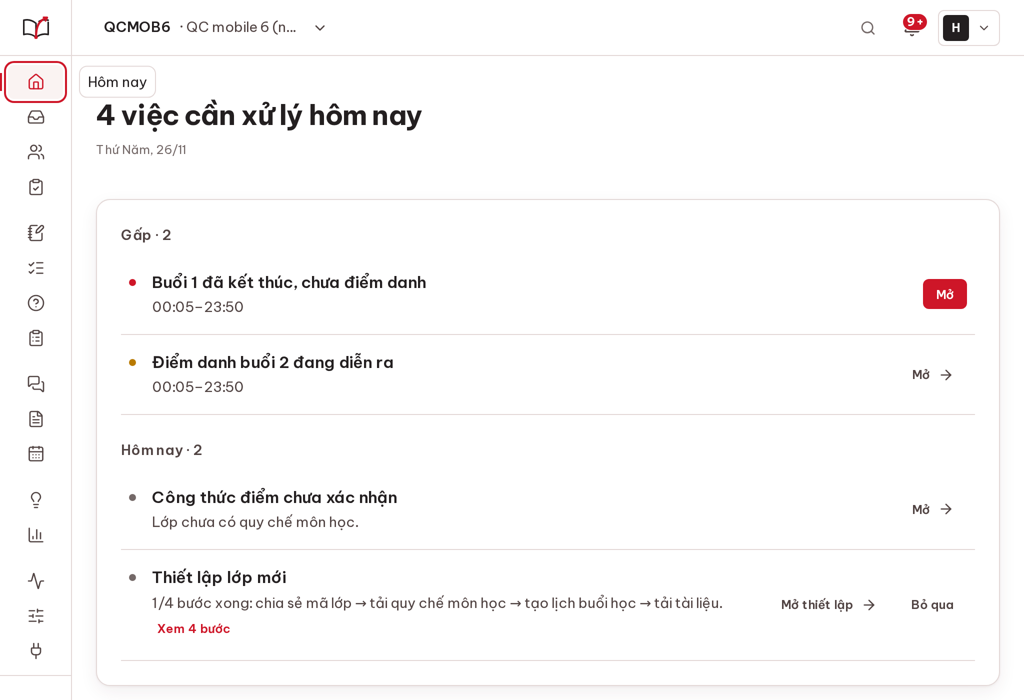 QCMOB6 · QC mobile 6 (n...
9+
H
Hôm nay
4 việc cần xử lý hôm nay
Thứ Năm, 26/11
Gấp · 2
Buổi 1 đã kết thúc, chưa điểm danh
00:05–23:50
Mở
Điểm danh buổi 2 đang diễn ra
00:05–23:50
Mở →
Hôm nay · 2
Công thức điểm chưa xác nhận
Lớp chưa có quy chế môn học.
Mở →
Thiết lập lớp mới
1/4 bước xong: chia sẻ mã lớp → tải quy chế môn học → tạo lịch buổi học → tải tài liệu.
Xem 4 bước
Mở thiết lập →
Bỏ qua